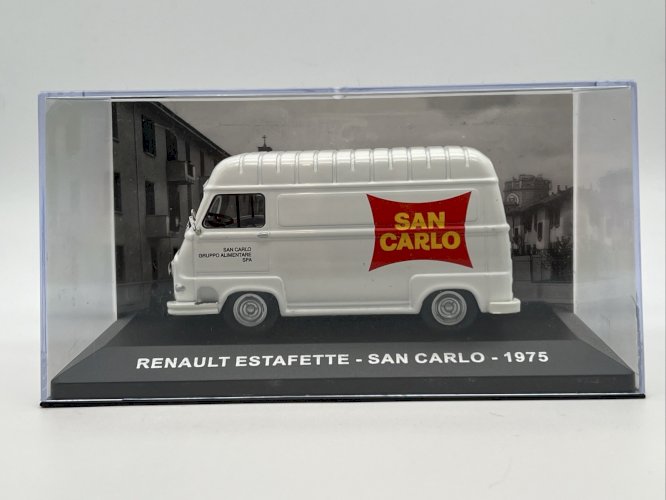 SAN
CARLO
SAN CARLO
GRUPPO ALIMENTARE
SPA
RENAULT ESTAFETTE - SAN CARLO - 1975